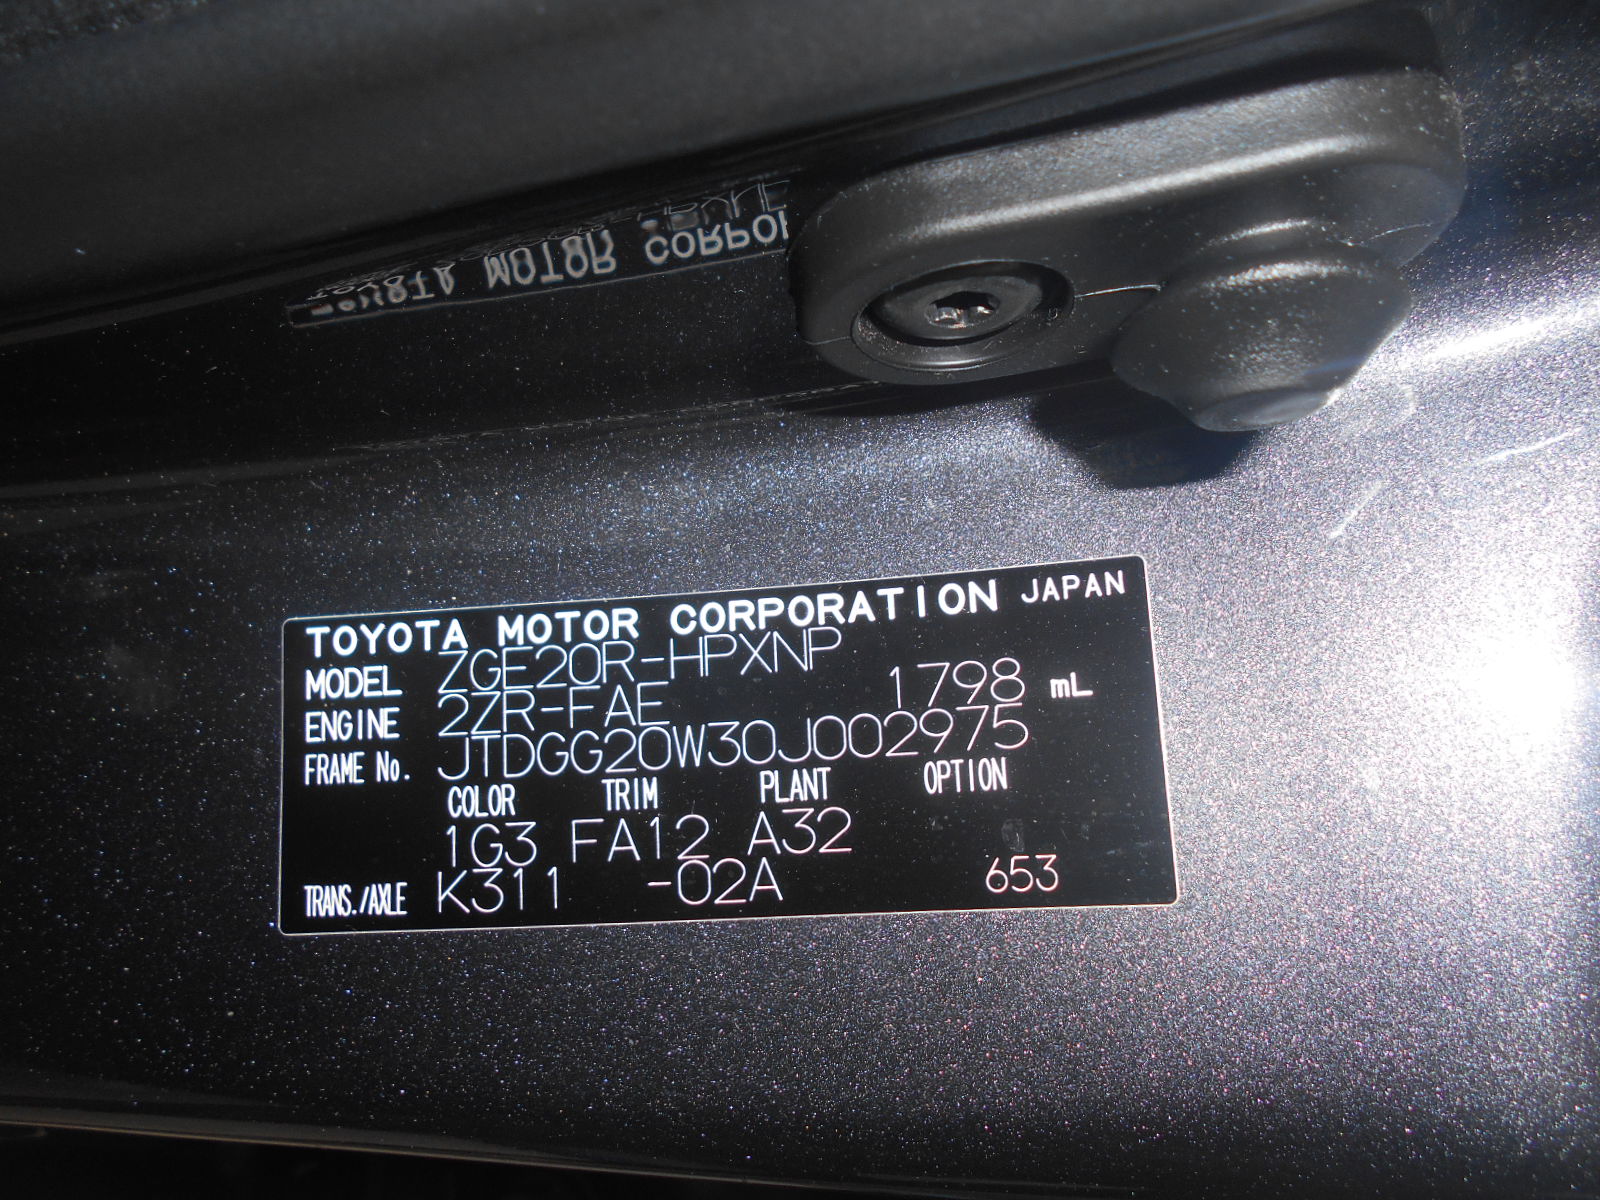 TOYOTA MOTOR CORPORATION JAPAN
MODEL ZGE20R-HPXNP
ENGINE 2ZR-FAE 1798 mL
FRAME No. JTDGG20W30J002975
COLOR TRIM PLANT OPTION
1G3 FA12 A32
TRANS./AXLE K311 -02A 653